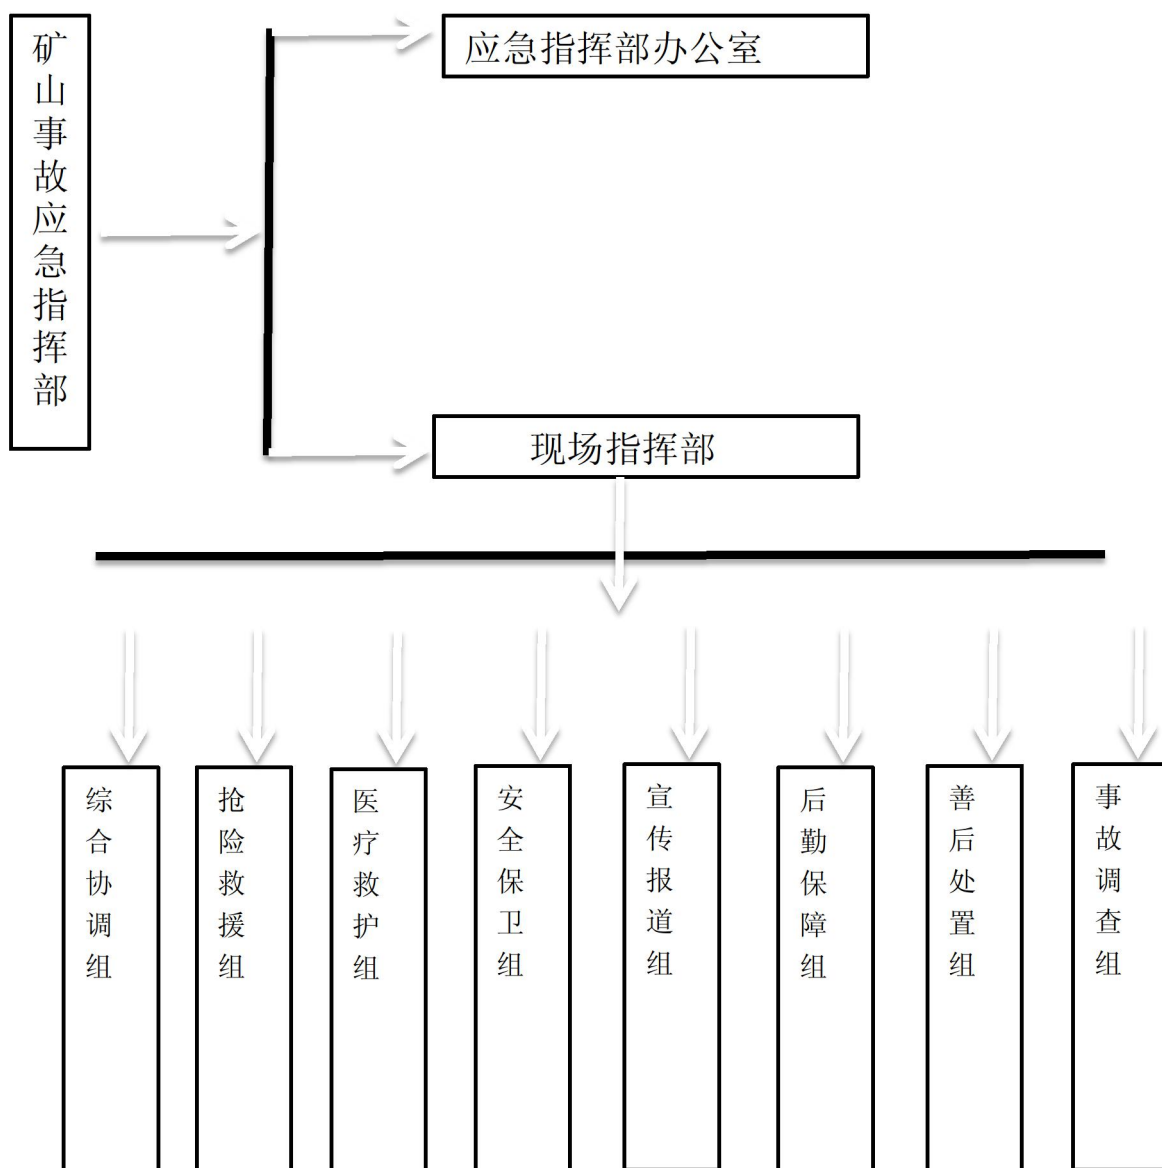 矿山事故应急指挥部
应急指挥部办公室
现场指挥部
综合协调组
抢险救援组
医疗救护组
安全保卫组
宣传报道组
后勤保障组
善后处置组
事故调查组